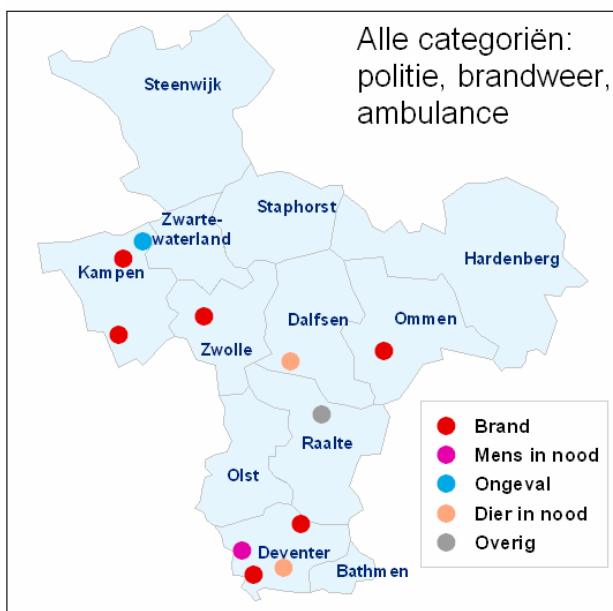 Alle categoriën:
politie, brandweer,
ambulance
Steenwijk
Zwarte-
waterland
Staphorst
Hardenberg
Kampen
Dalfsen
Ommen
Zwolle
Raalte
Olst
Deventer
Bathmen
Brand
Mens in nood
Ongeval
Dier in nood
Overig